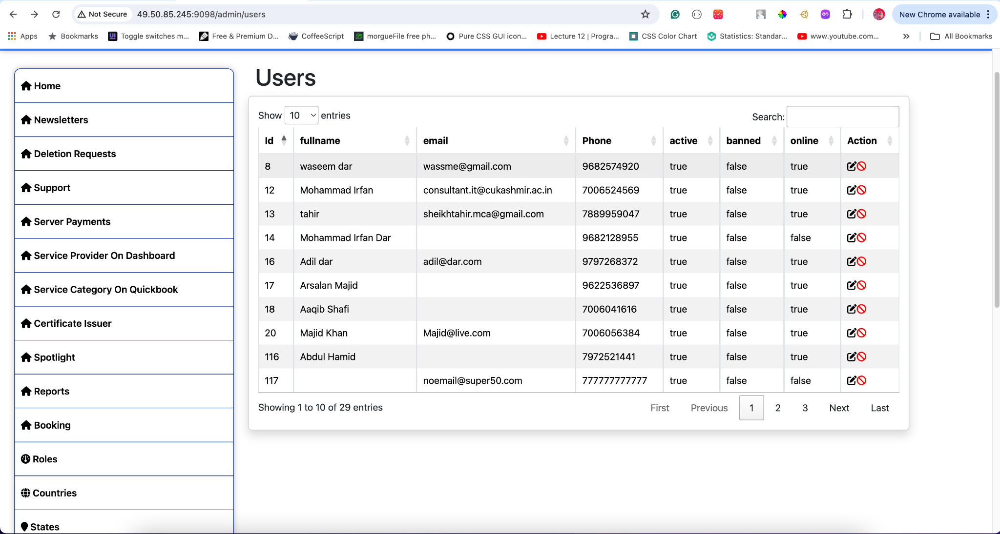 Not Secure 49.50.85.245:9098/admin/users New Chrome available
Apps Bookmarks Toggle switches m... Free & Premium D... CoffeeScript morgueFile free ph... Pure CSS GUI icon... Lecture 12 | Progra... CSS Color Chart Statistics: Standar... www.youtube.com... » All Bookmarks
Home
Newsletters
Deletion Requests
Support
Server Payments
Service Provider On Dashboard
Service Category On Quickbook
Certificate Issuer
Spotlight
Reports
Booking
Roles
Countries
States
Users
Show 10 entries Search:
Id fullname email Phone active banned online Action
8 waseem dar wassme@gmail.com 9682574920 true false true
12 Mohammad Irfan consultant.it@cukashmir.ac.in 7006524569 true false true
13 tahir sheikhtahir.mca@gmail.com 7889959047 true false true
14 Mohammad Irfan Dar 9682128955 true false false
16 Adil dar adil@dar.com 9797268372 true false true
17 Arsalan Majid 9622536897 true false true
18 Aaqib Shafi 7006041616 true false true
20 Majid Khan Majid@live.com 7006056384 true false true
116 Abdul Hamid 7972521441 true false true
117 noemail@super50.com 777777777777 true false false
Showing 1 to 10 of 29 entries First Previous 1 2 3 Next Last